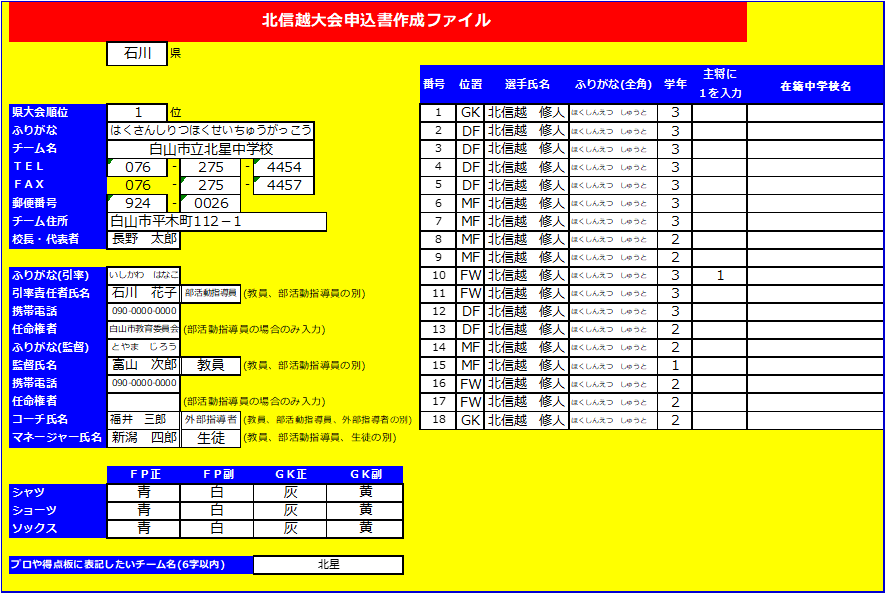 北信越大会申込書作成ファイル
石川 県
県大会順位 1 位
ふりがな はくさんしりつほくせいちゅうがっこう
チーム名 白山市立北星中学校
ＴＥＬ 076 - 275 - 4454
ＦＡＸ 076 - 275 - 4457
郵便番号 924 - 0026
チーム住所 白山市平木町112－1
校長・代表者 長野　太郎
ふりがな(引率) いしかわ　はなこ
引率責任者氏名 石川　花子 部活動指導員 (教員、部活動指導員の別)
携帯電話 090-0000-0000
任命権者 白山市教育委員会 (部活動指導員の場合のみ入力)
ふりがな(監督) とやま　じろう
監督氏名 富山　次郎 教員 (教員、部活動指導員の別)
携帯電話 090-0000-0000
任命権者 (部活動指導員の場合のみ入力)
コーチ氏名 福井　三郎 外部指導者 (教員、部活動指導員、外部指導者の別)
マネージャー氏名 新潟　四郎 生徒 (教員、部活動指導員、生徒の別)
ＦＰ正 ＦＰ副 ＧＫ正 ＧＫ副
シャツ 青 白 灰 黄
ショーツ 青 白 灰 黄
ソックス 青 白 灰 黄
プロや得点板に表記したいチーム名(6字以内) 北星
番号 位置 選手氏名 ふりがな(全角) 学年 主将に１を入力 在籍中学校名
1 GK 北信越　修人 ほくしんえつ　しゅうと 3
2 DF 北信越　修人 ほくしんえつ　しゅうと 3
3 DF 北信越　修人 ほくしんえつ　しゅうと 3
4 DF 北信越　修人 ほくしんえつ　しゅうと 3
5 DF 北信越　修人 ほくしんえつ　しゅうと 3
6 MF 北信越　修人 ほくしんえつ　しゅうと 3
7 MF 北信越　修人 ほくしんえつ　しゅうと 3
8 MF 北信越　修人 ほくしんえつ　しゅうと 2
9 MF 北信越　修人 ほくしんえつ　しゅうと 2
10 FW 北信越　修人 ほくしんえつ　しゅうと 3 1
11 FW 北信越　修人 ほくしんえつ　しゅうと 3
12 DF 北信越　修人 ほくしんえつ　しゅうと 3
13 DF 北信越　修人 ほくしんえつ　しゅうと 2
14 MF 北信越　修人 ほくしんえつ　しゅうと 2
15 MF 北信越　修人 ほくしんえつ　しゅうと 1
16 FW 北信越　修人 ほくしんえつ　しゅうと 2
17 FW 北信越　修人 ほくしんえつ　しゅうと 2
18 GK 北信越　修人 ほくしんえつ　しゅうと 2